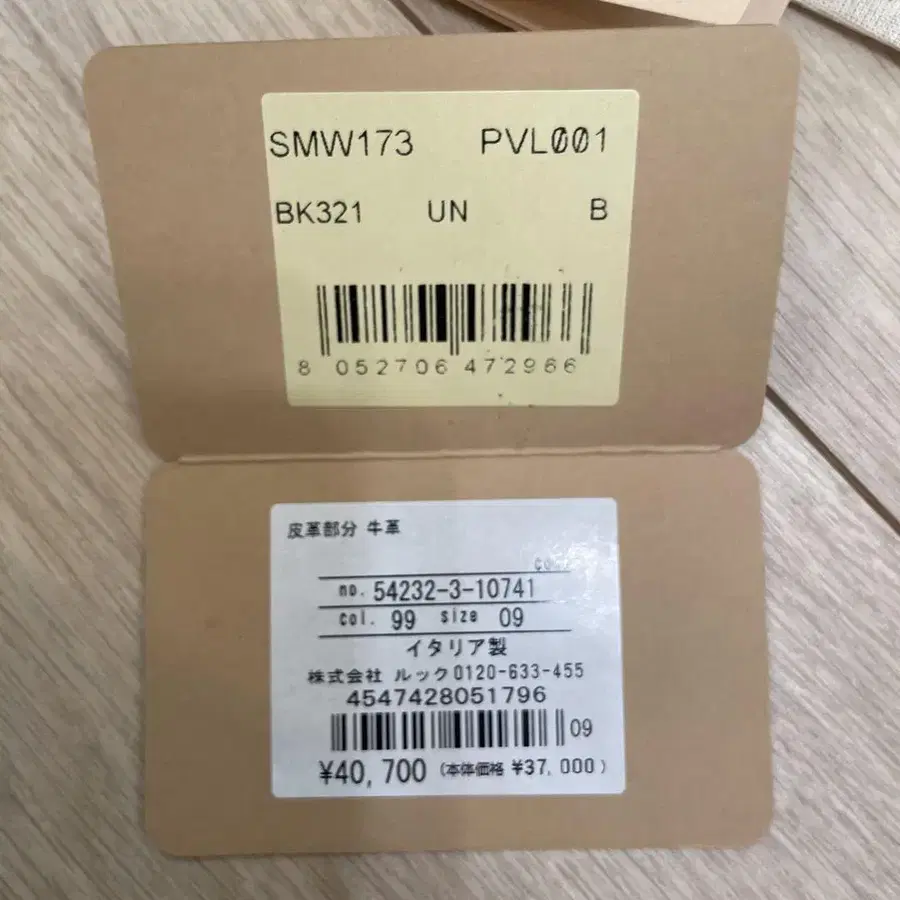 SMW173 PVL001
BK321 UN B
8 052706 472966
皮革部分 牛革
no. 54232-3-10741
col. 99 size 09
イタリア製
株式会社 ルック 0120-633-455
4547428051796
09
¥40,700 (本体価格 ¥37,000)